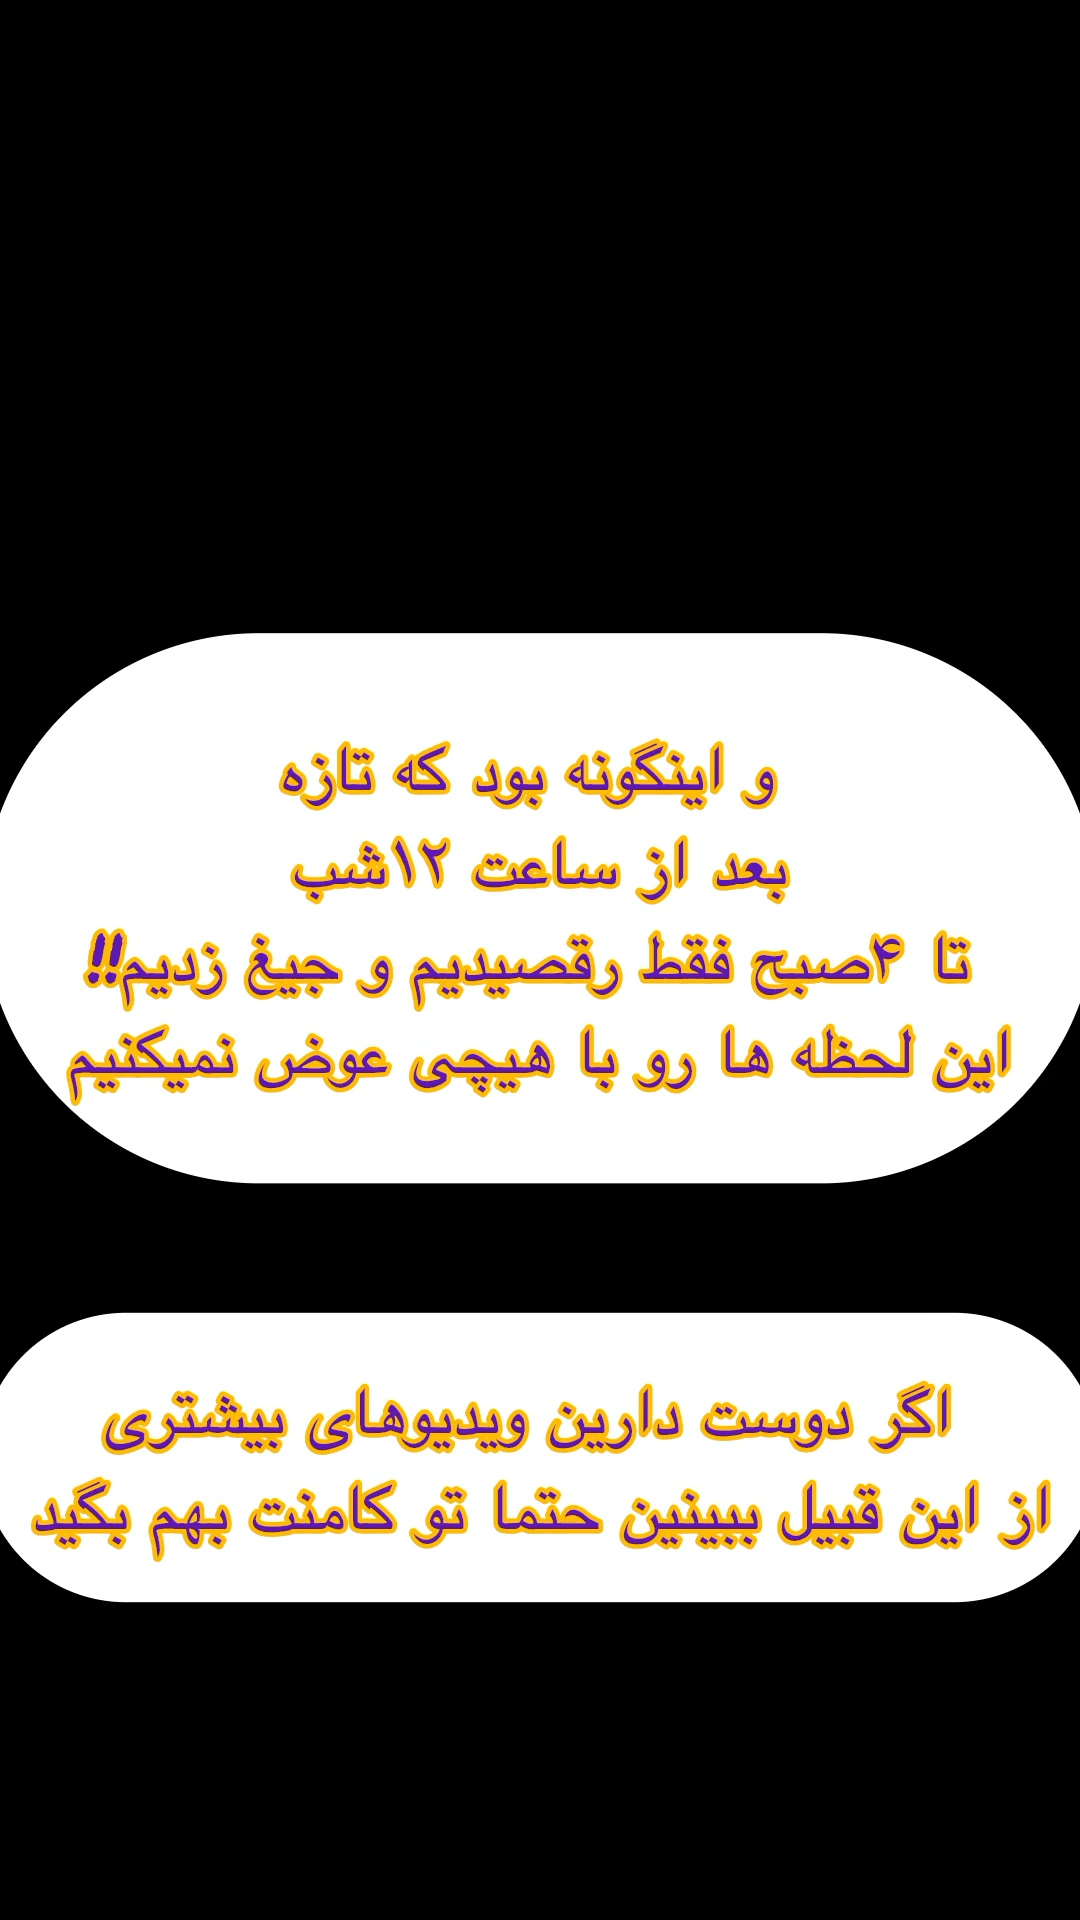 و اینگونه بود که تازه
بعد از ساعت ۱۲شب
تا ۴صبح فقط رقصیدیم و جیغ زدیم!!
این لحظه ها رو با هیچی عوض نمیکنیم
اگر دوست دارین ویدیوهای بیشتری
از این قبیل ببینین حتما تو کامنت بهم بگید